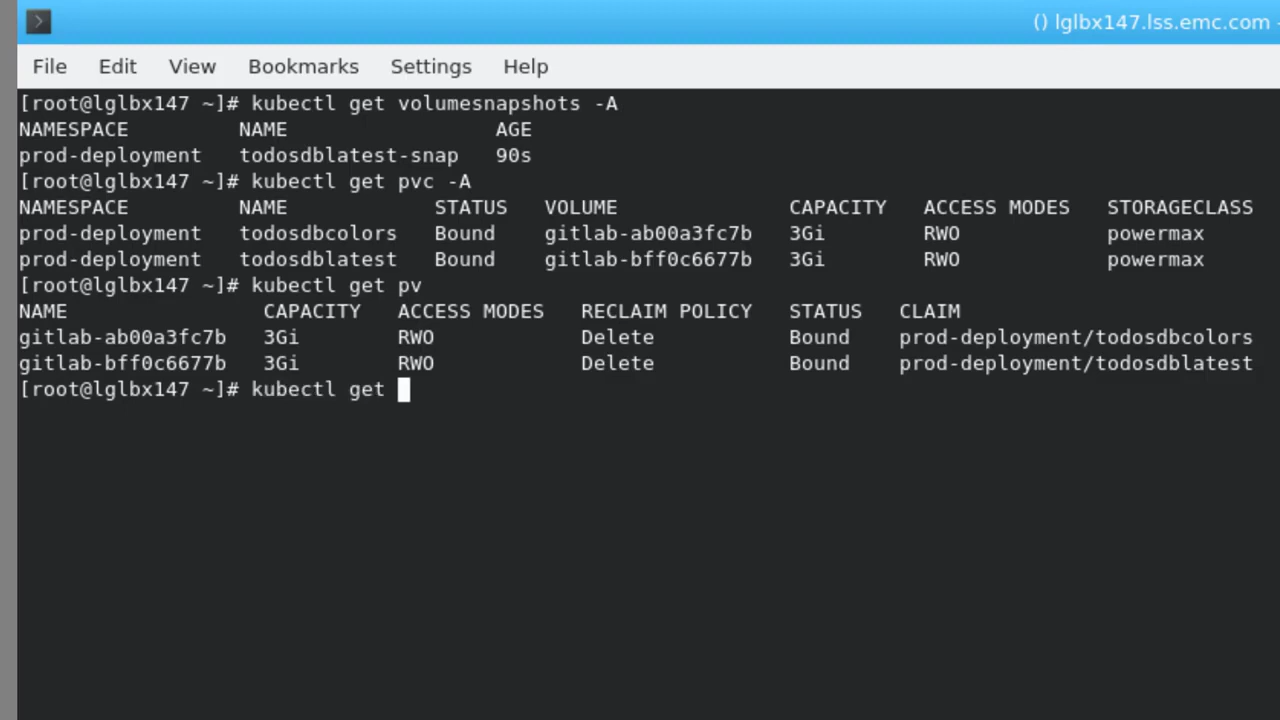 () lglbx147.lss.emc.com -
File Edit View Bookmarks Settings Help
[root@lglbx147 ~]# kubectl get volumesnapshots -A
NAMESPACE NAME AGE
prod-deployment todosdblatest-snap 90s
[root@lglbx147 ~]# kubectl get pvc -A
NAMESPACE NAME STATUS VOLUME CAPACITY ACCESS MODES STORAGECLASS
prod-deployment todosdbcolors Bound gitlab-ab00a3fc7b 3Gi RWO powermax
prod-deployment todosdblatest Bound gitlab-bff0c6677b 3Gi RWO powermax
[root@lglbx147 ~]# kubectl get pv
NAME CAPACITY ACCESS MODES RECLAIM POLICY STATUS CLAIM
gitlab-ab00a3fc7b 3Gi RWO Delete Bound prod-deployment/todosdbcolors
gitlab-bff0c6677b 3Gi RWO Delete Bound prod-deployment/todosdblatest
[root@lglbx147 ~]# kubectl get